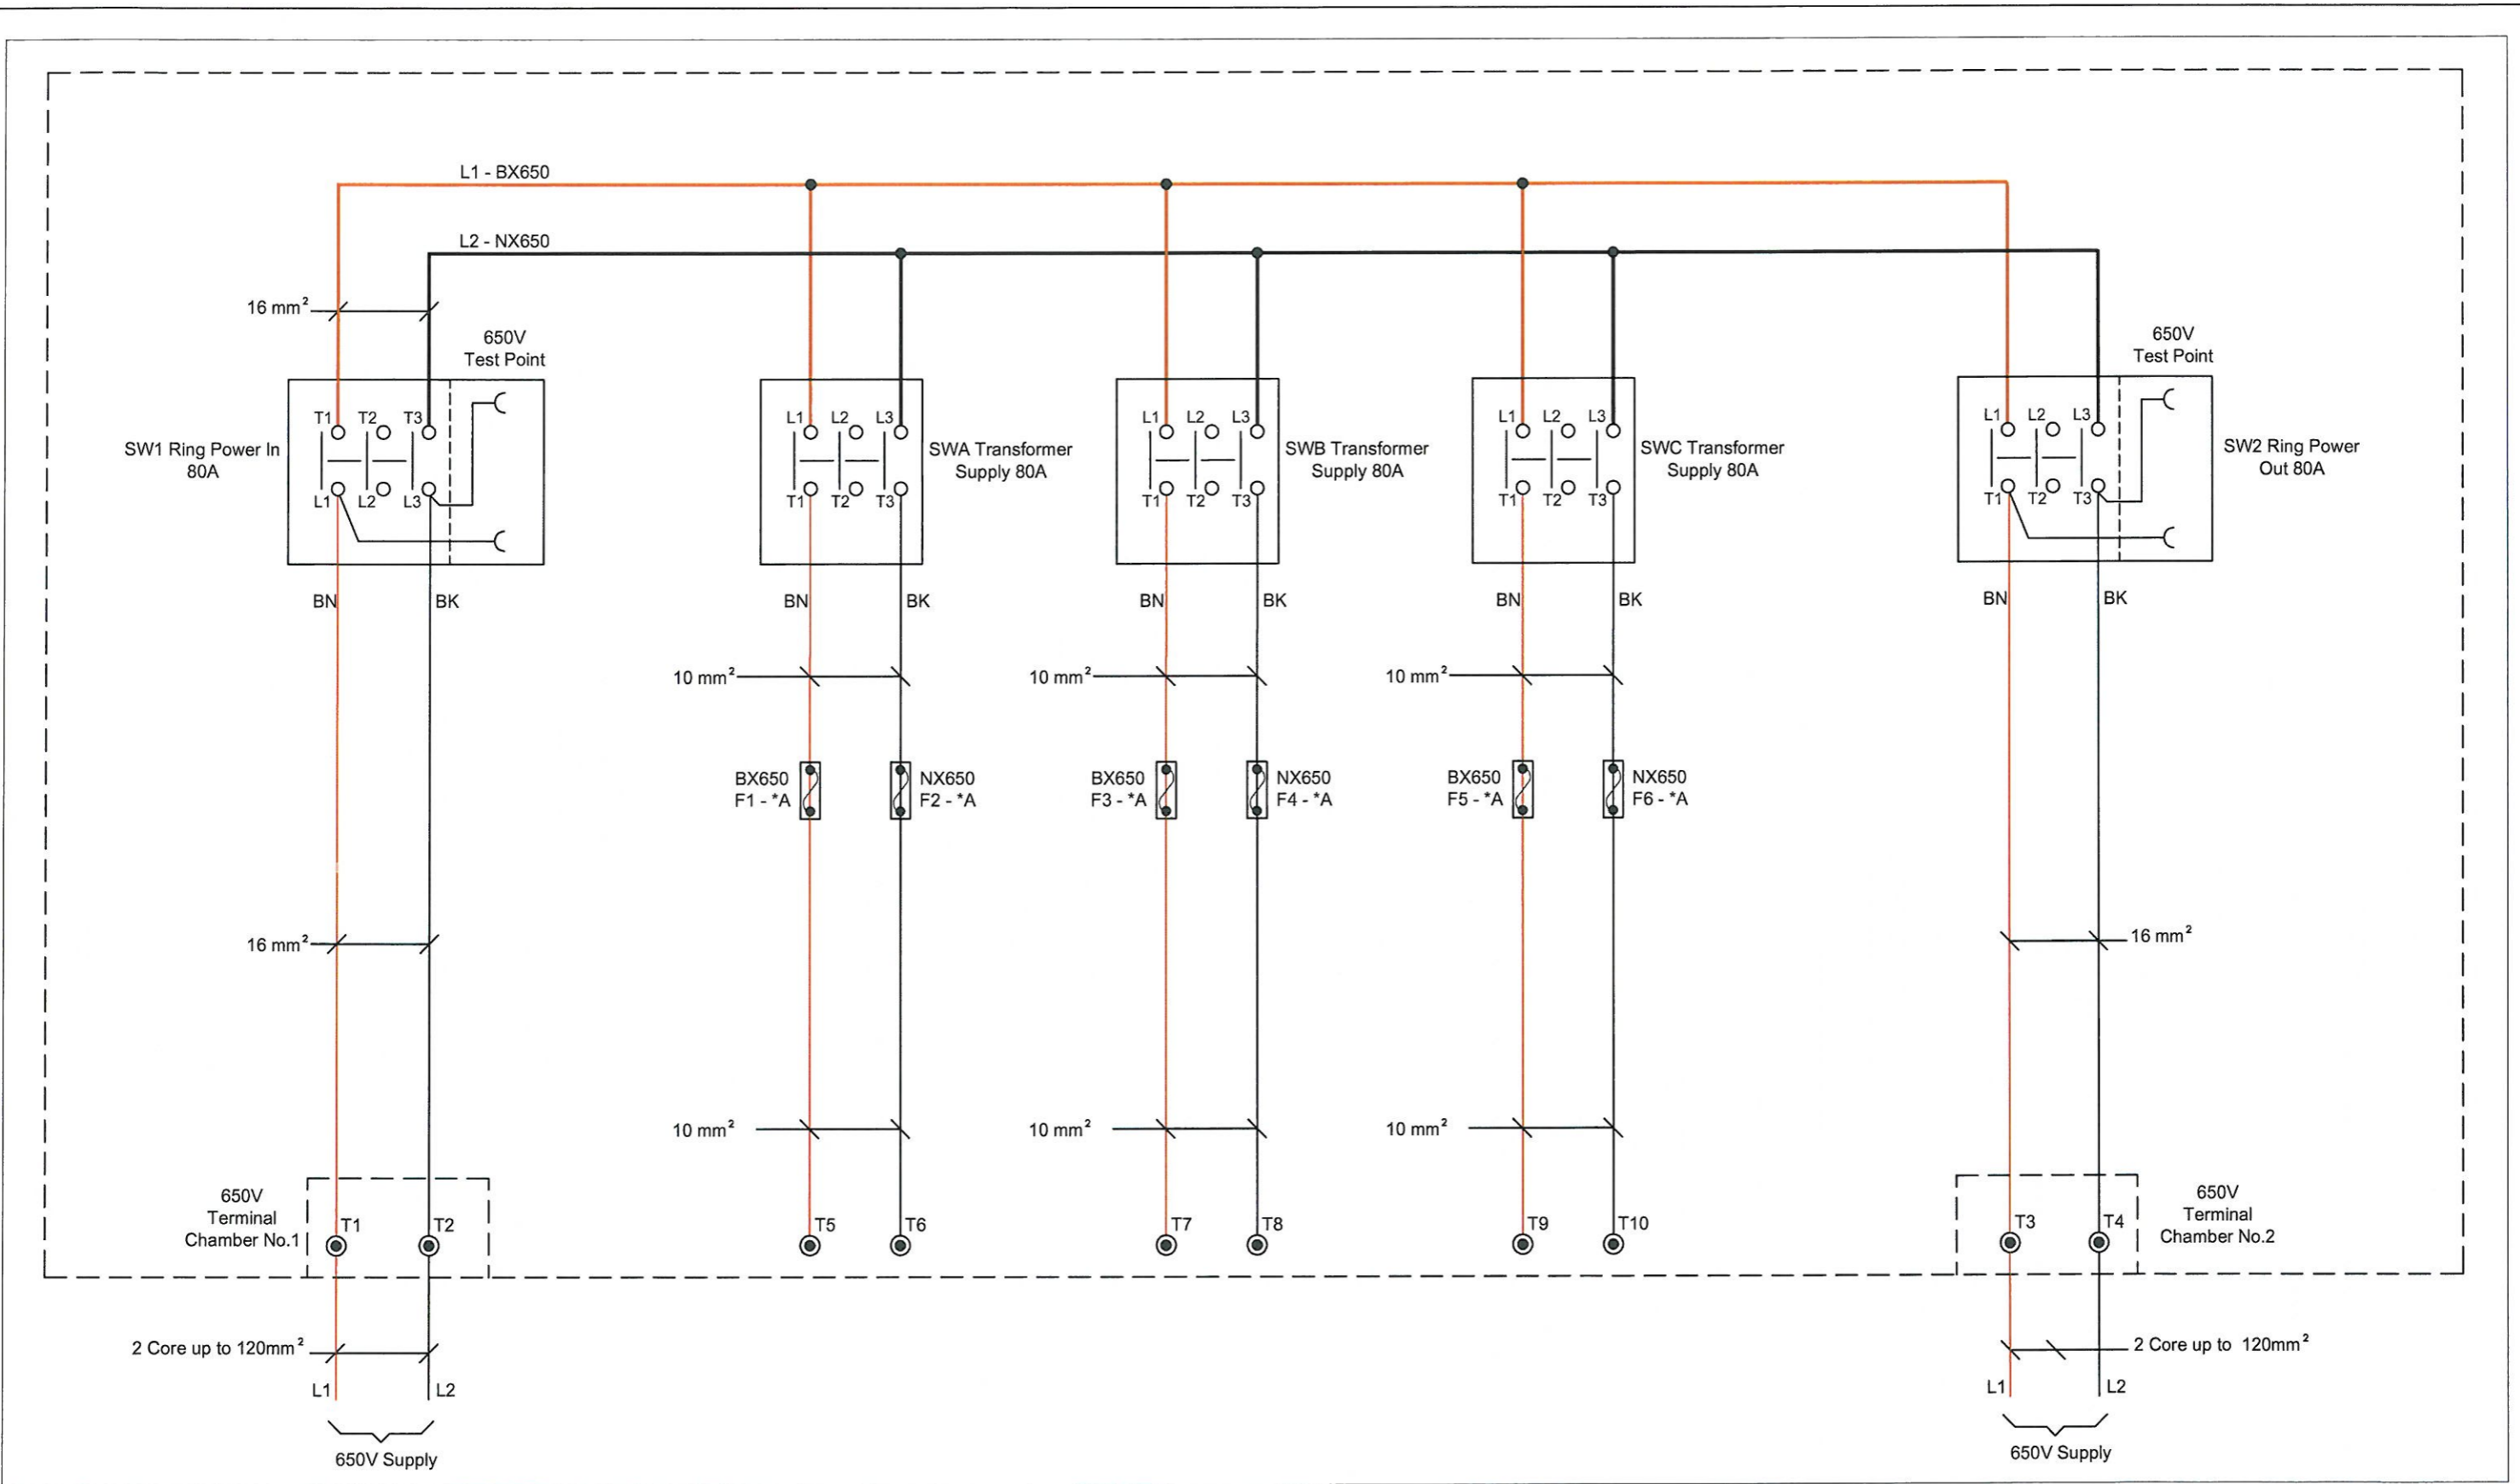 L1 - BX650
L2 - NX650
16 mm²
650V
Test Point
650V
Test Point
T1 T2 T3
L1 L2 L3
L1 L2 L3
L1 L2 L3
L1 L2 L3
SW1 Ring Power In
80A
SWA Transformer
Supply 80A
SWB Transformer
Supply 80A
SWC Transformer
Supply 80A
SW2 Ring Power
Out 80A
L1 L2 L3
T1 T2 T3
T1 T2 T3
T1 T2 T3
T1 T2 T3
BN BK
BN BK
BN BK
BN BK
BN BK
10 mm²
10 mm²
10 mm²
BX650
F1 - *A
NX650
F2 - *A
BX650
F3 - *A
NX650
F4 - *A
BX650
F5 - *A
NX650
F6 - *A
16 mm²
16 mm²
10 mm²
10 mm²
10 mm²
650V
Terminal
Chamber No.1
T1 T2
T5 T6
T7 T8
T9 T10
T3 T4
650V
Terminal
Chamber No.2
2 Core up to 120mm²
2 Core up to 120mm²
L1 L2
L1 L2
650V Supply
650V Supply